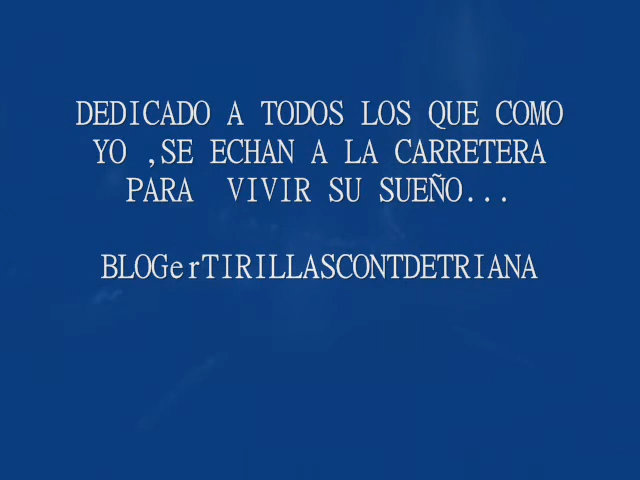 DEDICADO A TODOS LOS QUE COMO
YO ,SE ECHAN A LA CARRETERA
PARA  VIVIR SU SUEÑO...
BLOGerTIRILLASCONTDETRIANA